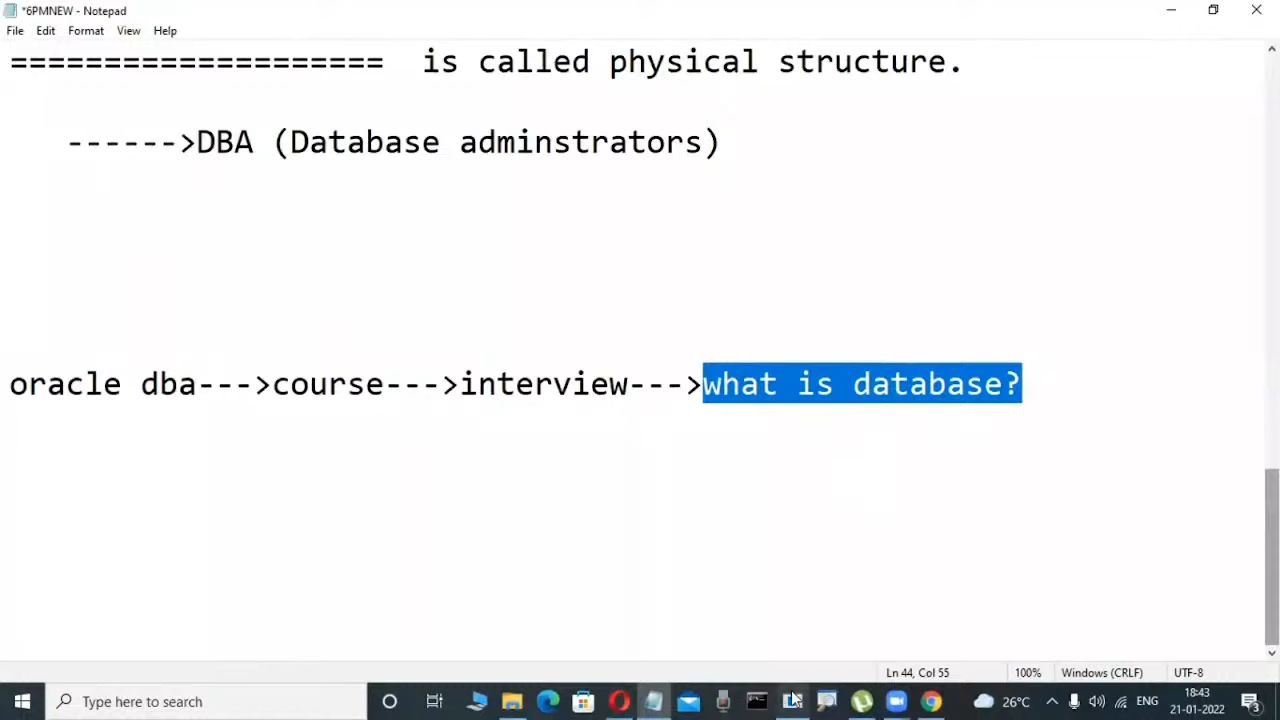 *6PMNEW - Notepad
File Edit Format View Help
===================== is called physical structure.
------>DBA (Database adminstrators)
oracle dba--->course--->interview--->what is database?
Ln 44, Col 55 100% Windows (CRLF) UTF-8
Type here to search 26°C ENG 18:43
21-01-2022 3